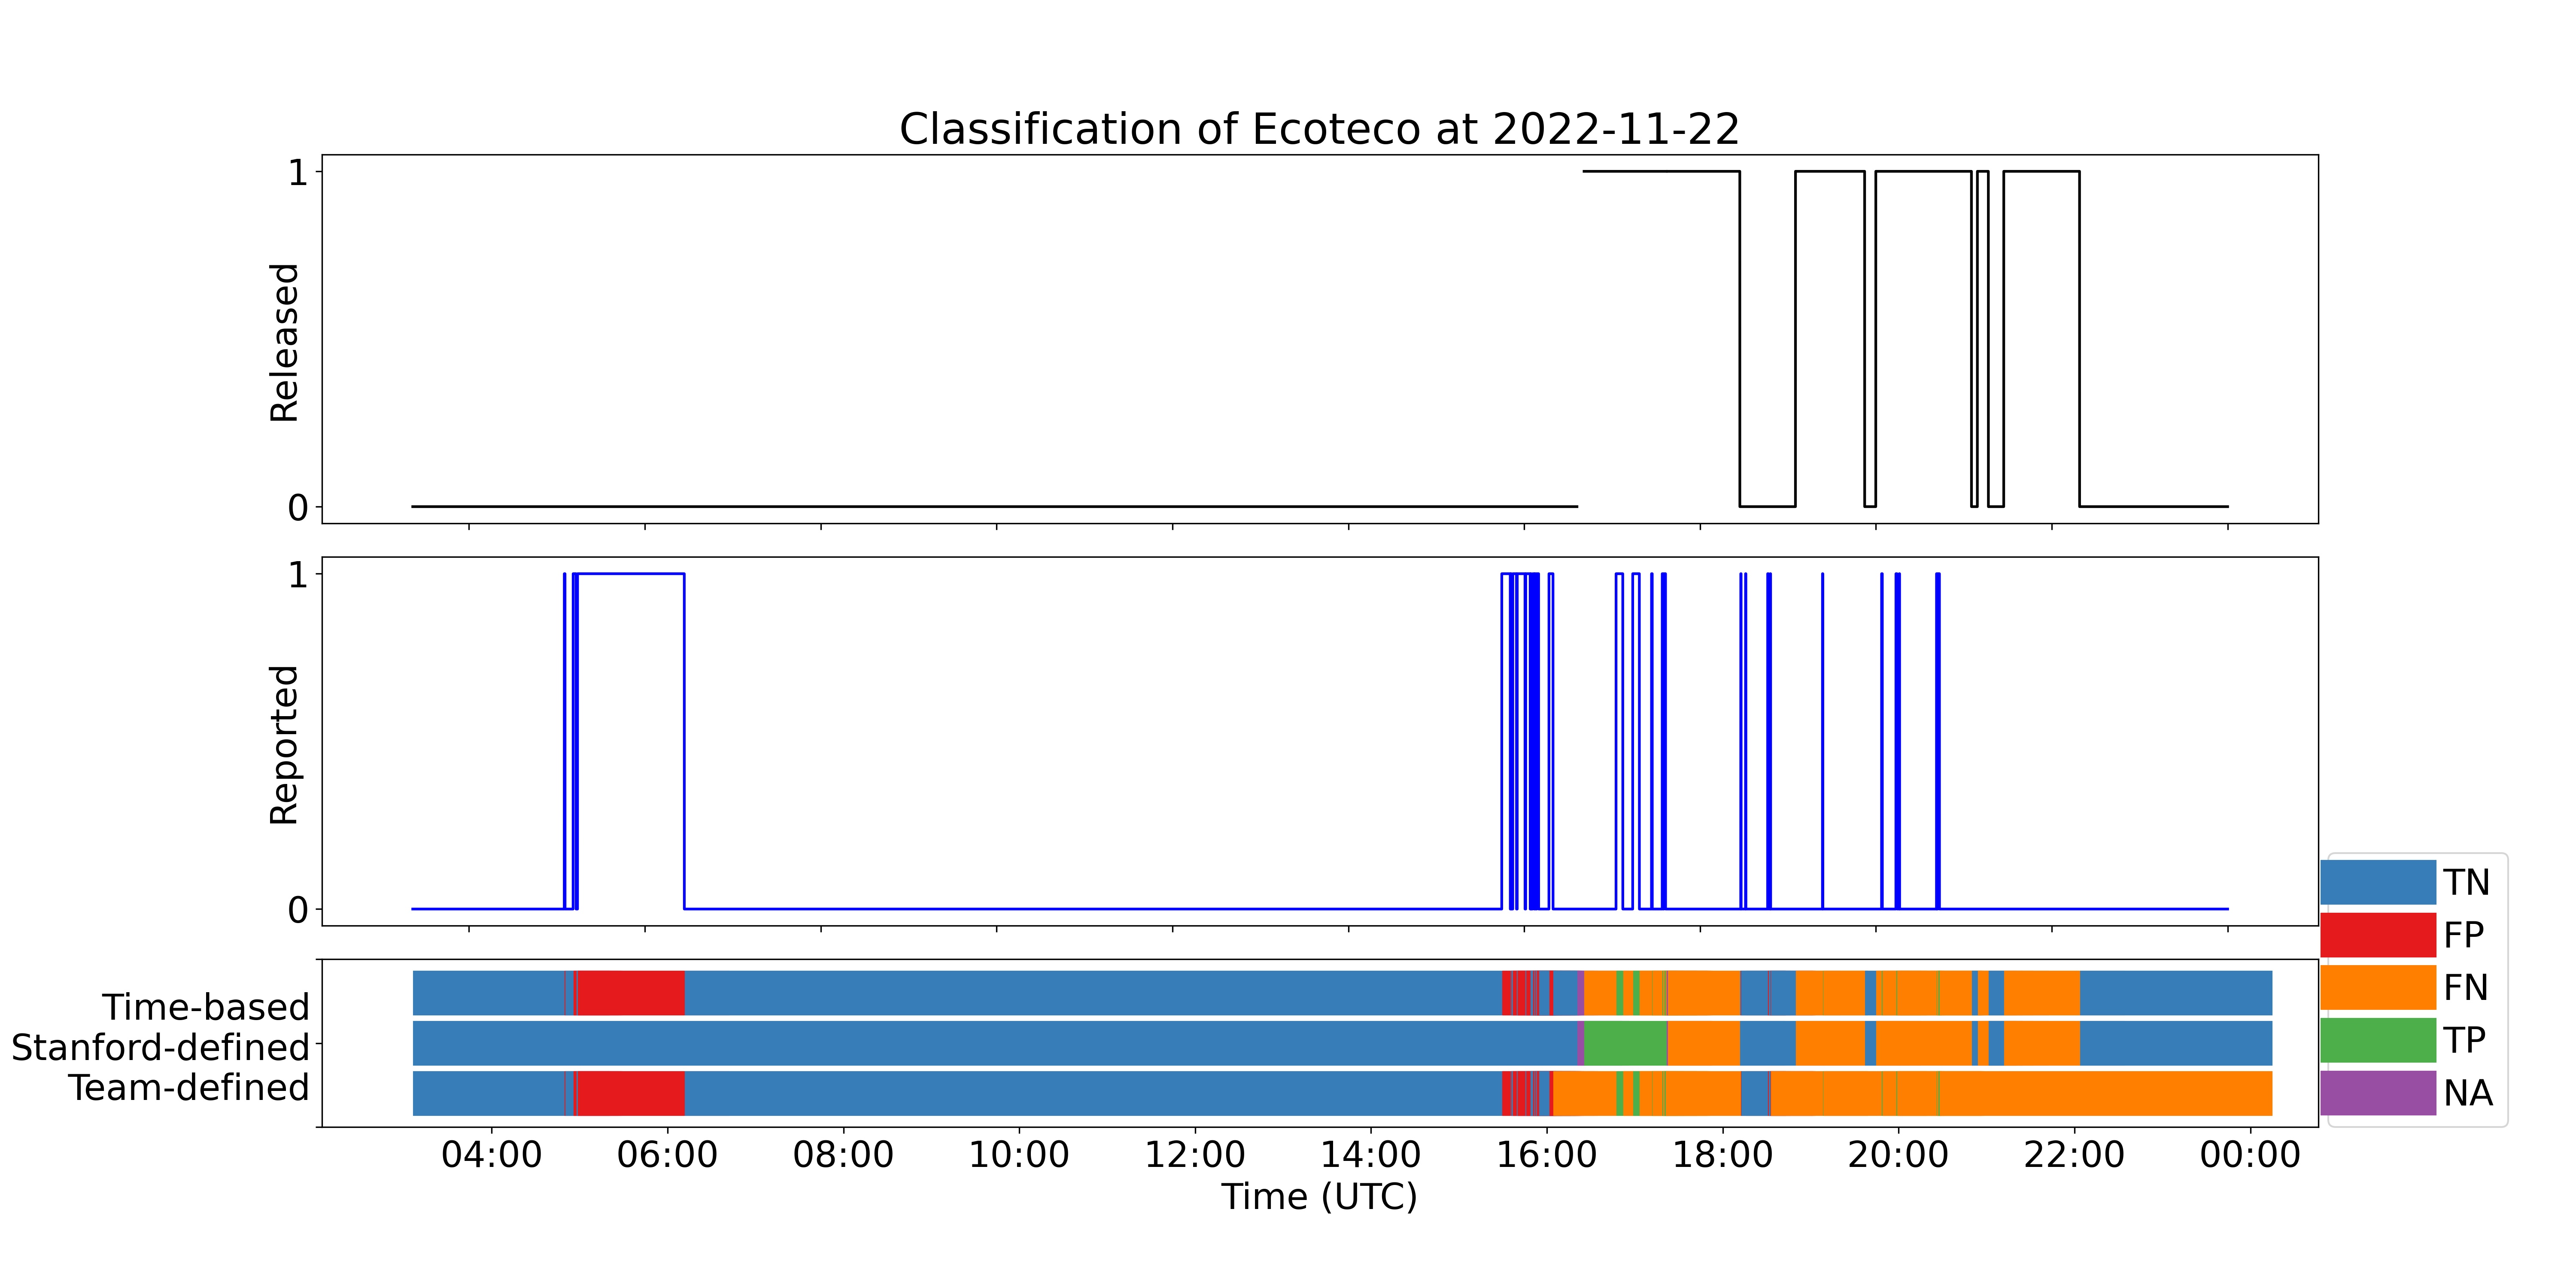 Classification of Ecoteco at 2022-11-22
1
Released
0
1
Reported
0
TN
FP
FN
TP
NA
Time-based
Stanford-defined
Team-defined
04:00 06:00 08:00 10:00 12:00 14:00 16:00 18:00 20:00 22:00 00:00
Time (UTC)